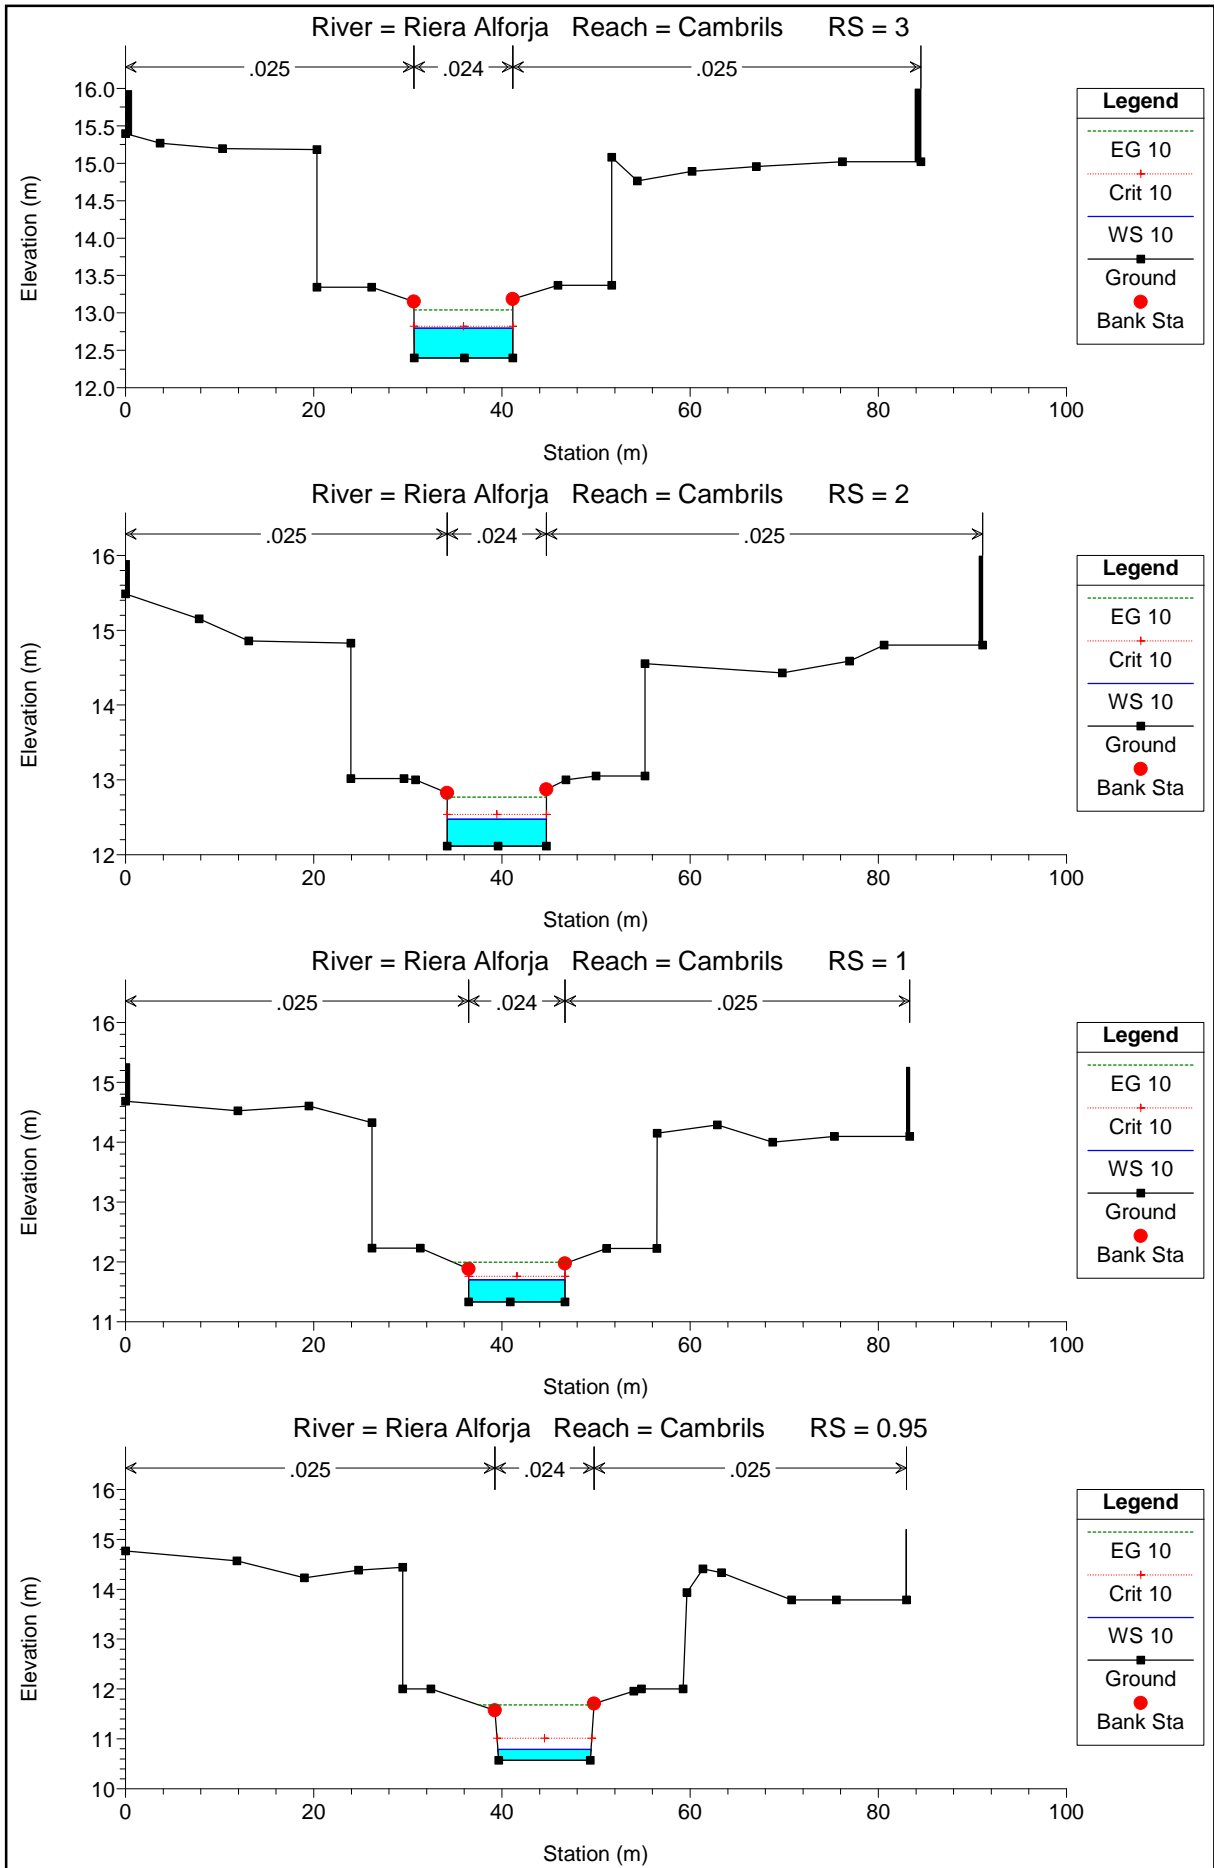 River = Riera Alforja Reach = Cambrils RS = 3
.025 .024 .025
16.0
15.5
15.0
14.5
14.0
13.5
13.0
12.5
12.0
Elevation (m)
0 20 40 60 80 100
Station (m)
Legend
EG 10
Crit 10
WS 10
Ground
Bank Sta
River = Riera Alforja Reach = Cambrils RS = 2
.025 .024 .025
16
15
14
13
12
Elevation (m)
0 20 40 60 80 100
Station (m)
Legend
EG 10
Crit 10
WS 10
Ground
Bank Sta
River = Riera Alforja Reach = Cambrils RS = 1
.025 .024 .025
16
15
14
13
12
11
Elevation (m)
0 20 40 60 80 100
Station (m)
Legend
EG 10
Crit 10
WS 10
Ground
Bank Sta
River = Riera Alforja Reach = Cambrils RS = 0.95
.025 .024 .025
16
15
14
13
12
11
10
Elevation (m)
0 20 40 60 80 100
Station (m)
Legend
EG 10
Crit 10
WS 10
Ground
Bank Sta